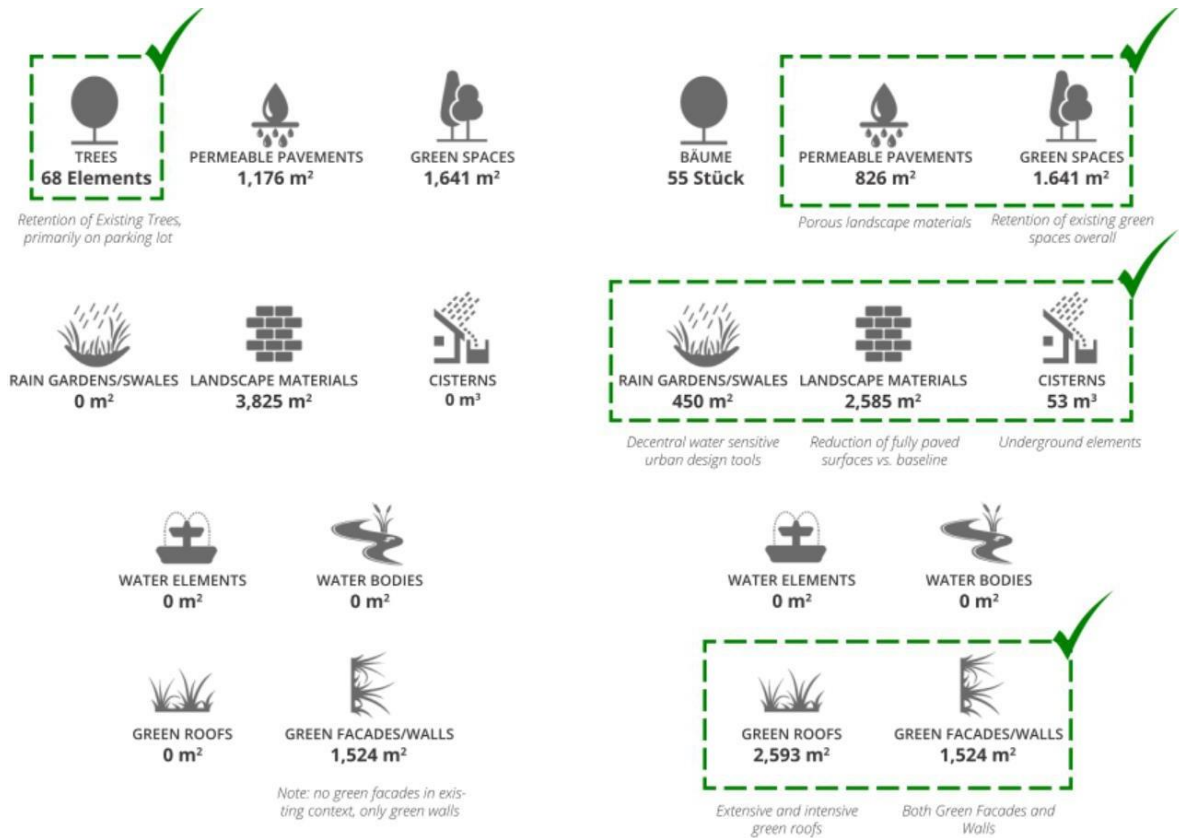 TREES
68 Elements
Retention of Existing Trees,
primarily on parking lot
PERMEABLE PAVEMENTS
1,176 m²
GREEN SPACES
1,641 m²
RAIN GARDENS/SWALES
0 m²
LANDSCAPE MATERIALS
3,825 m²
CISTERNS
0 m³
WATER ELEMENTS
0 m²
WATER BODIES
0 m²
GREEN ROOFS
0 m²
GREEN FACADES/WALLS
1,524 m²
Note: no green facades in exis-
ting context, only green walls
BÄUME
55 Stück
PERMEABLE PAVEMENTS
826 m²
Porous landscape materials
GREEN SPACES
1.641 m²
Retention of existing green
spaces overall
RAIN GARDENS/SWALES
450 m²
Decentral water sensitive
urban design tools
LANDSCAPE MATERIALS
2,585 m²
Reduction of fully paved
surfaces vs. baseline
CISTERNS
53 m³
Underground elements
WATER ELEMENTS
0 m²
WATER BODIES
0 m²
GREEN ROOFS
2,593 m²
Extensive and intensive
green roofs
GREEN FACADES/WALLS
1,524 m²
Both Green Facades and
Walls